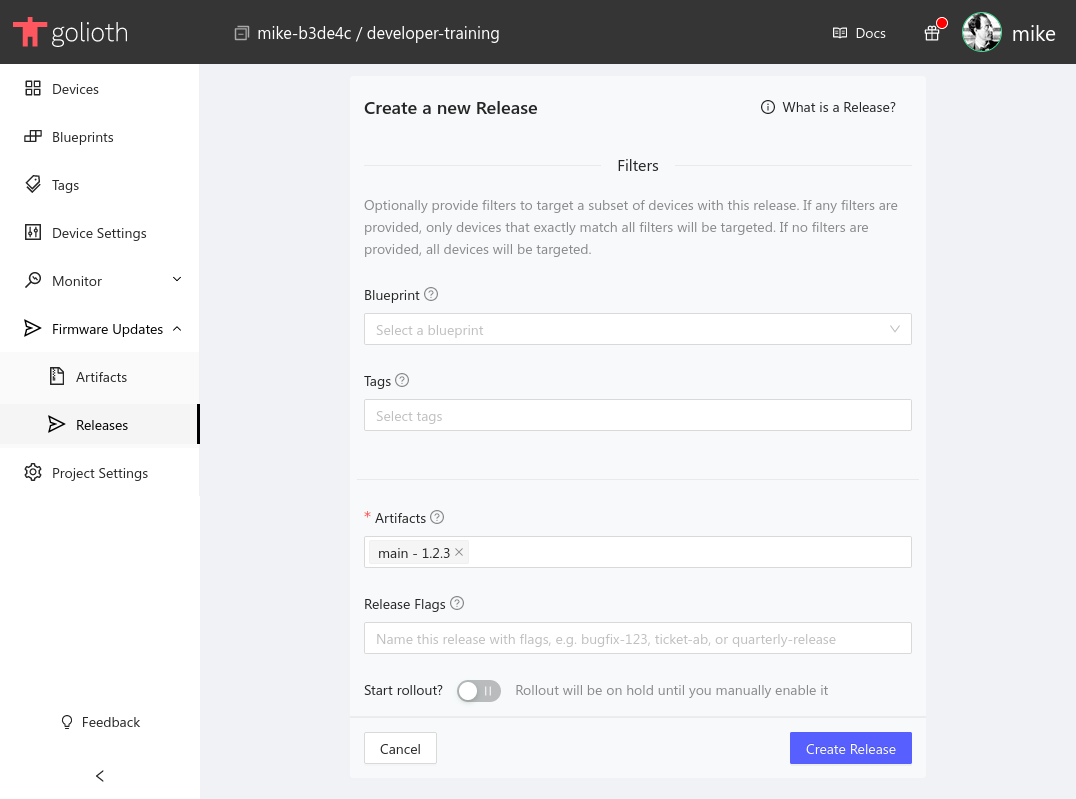 golioth
mike-b3de4c / developer-training
Docs
mike
Devices
Blueprints
Tags
Device Settings
Monitor
Firmware Updates
Artifacts
Releases
Project Settings
Feedback
Create a new Release
What is a Release?
Filters
Optionally provide filters to target a subset of devices with this release. If any filters are
provided, only devices that exactly match all filters will be targeted. If no filters are
provided, all devices will be targeted.
Blueprint
Select a blueprint
Tags
Select tags
* Artifacts
main - 1.2.3
Release Flags
Name this release with flags, e.g. bugfix-123, ticket-ab, or quarterly-release
Start rollout?
Rollout will be on hold until you manually enable it
Cancel
Create Release